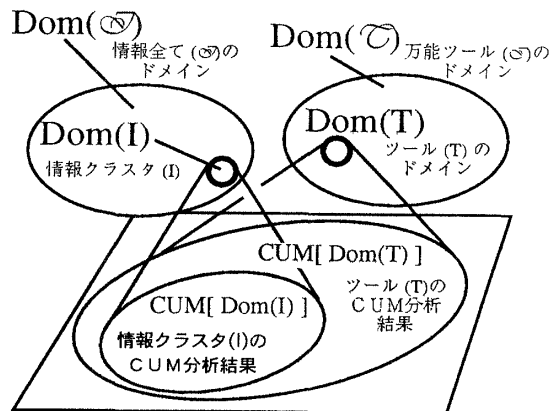 Dom(ℐ)
情報全て(ℐ)の
ドメイン
Dom(𝒯)
万能ツール(𝒯)の
ドメイン
Dom(I)
情報クラスタ(I)
Dom(T)
ツール(T)の
ドメイン
CUM[ Dom(T) ]
ツール(T)の
CUM分析
結果
CUM[ Dom(I) ]
情報クラスタ(I)の
CUM分析結果